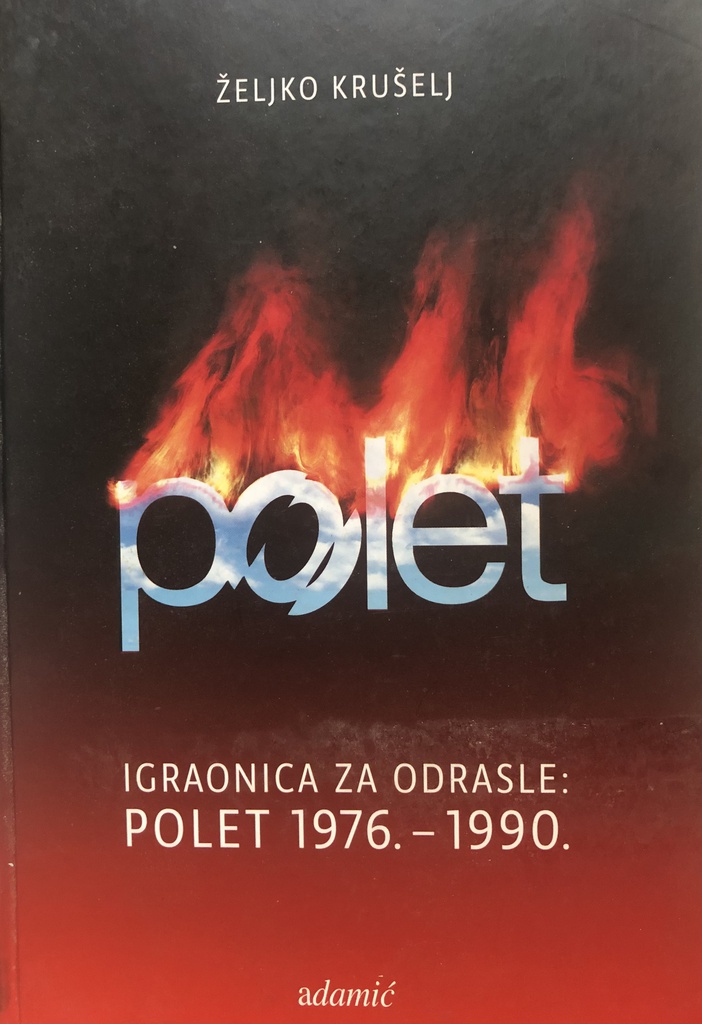 ŽELJKO KRUŠELJ
polet
IGRAONICA ZA ODRASLE:
POLET 1976. – 1990.
adamić